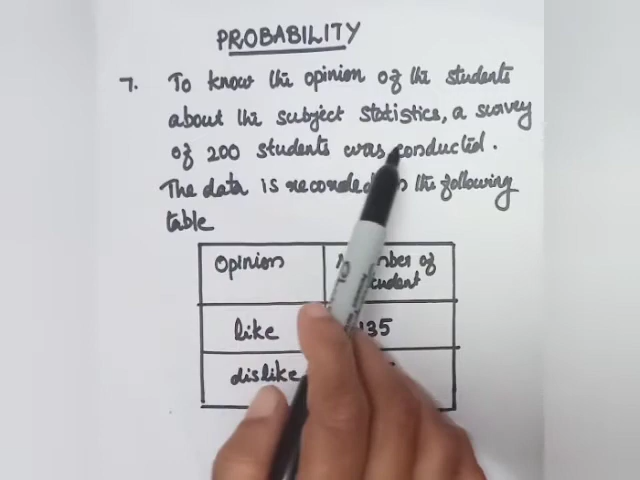 PROBABILITY
7. To know the opinion of the students
about the subject statistics, a survey
of 200 students was conducted.
The data is recorded the following
table
Opinion
like 135
dislike